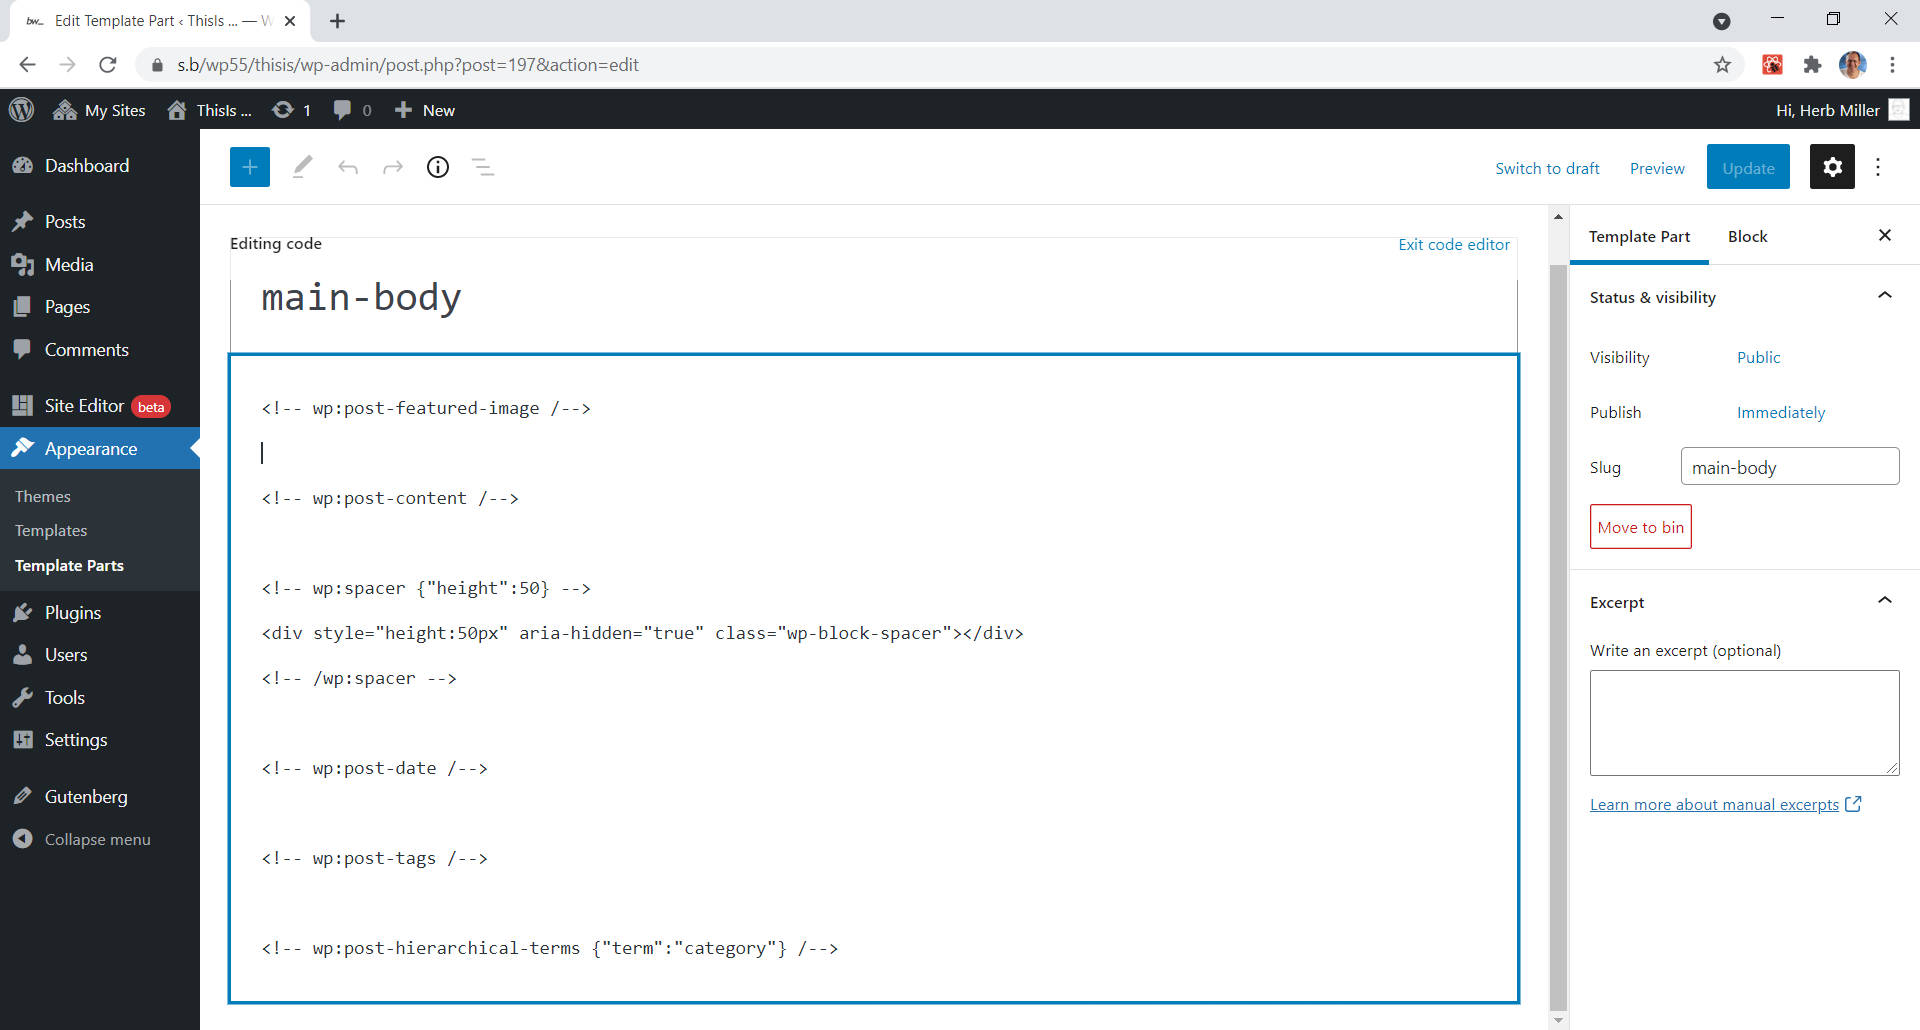 bw_ Edit Template Part ‹ ThisIs ... — W
s.b/wp55/thisis/wp-admin/post.php?post=197&action=edit
My Sites ThisIs ... 1 0 New Hi, Herb Miller
Dashboard
Posts
Media
Pages
Comments
Site Editor beta
Appearance
Themes
Templates
Template Parts
Plugins
Users
Tools
Settings
Gutenberg
Collapse menu
Switch to draft Preview Update
Editing code Exit code editor
main-body
<!-- wp:post-featured-image /-->
<!-- wp:post-content /-->
<!-- wp:spacer {"height":50} -->
<div style="height:50px" aria-hidden="true" class="wp-block-spacer"></div>
<!-- /wp:spacer -->
<!-- wp:post-date /-->
<!-- wp:post-tags /-->
<!-- wp:post-hierarchical-terms {"term":"category"} /-->
Template Part Block
Status & visibility
Visibility Public
Publish Immediately
Slug main-body
Move to bin
Excerpt
Write an excerpt (optional)
Learn more about manual excerpts